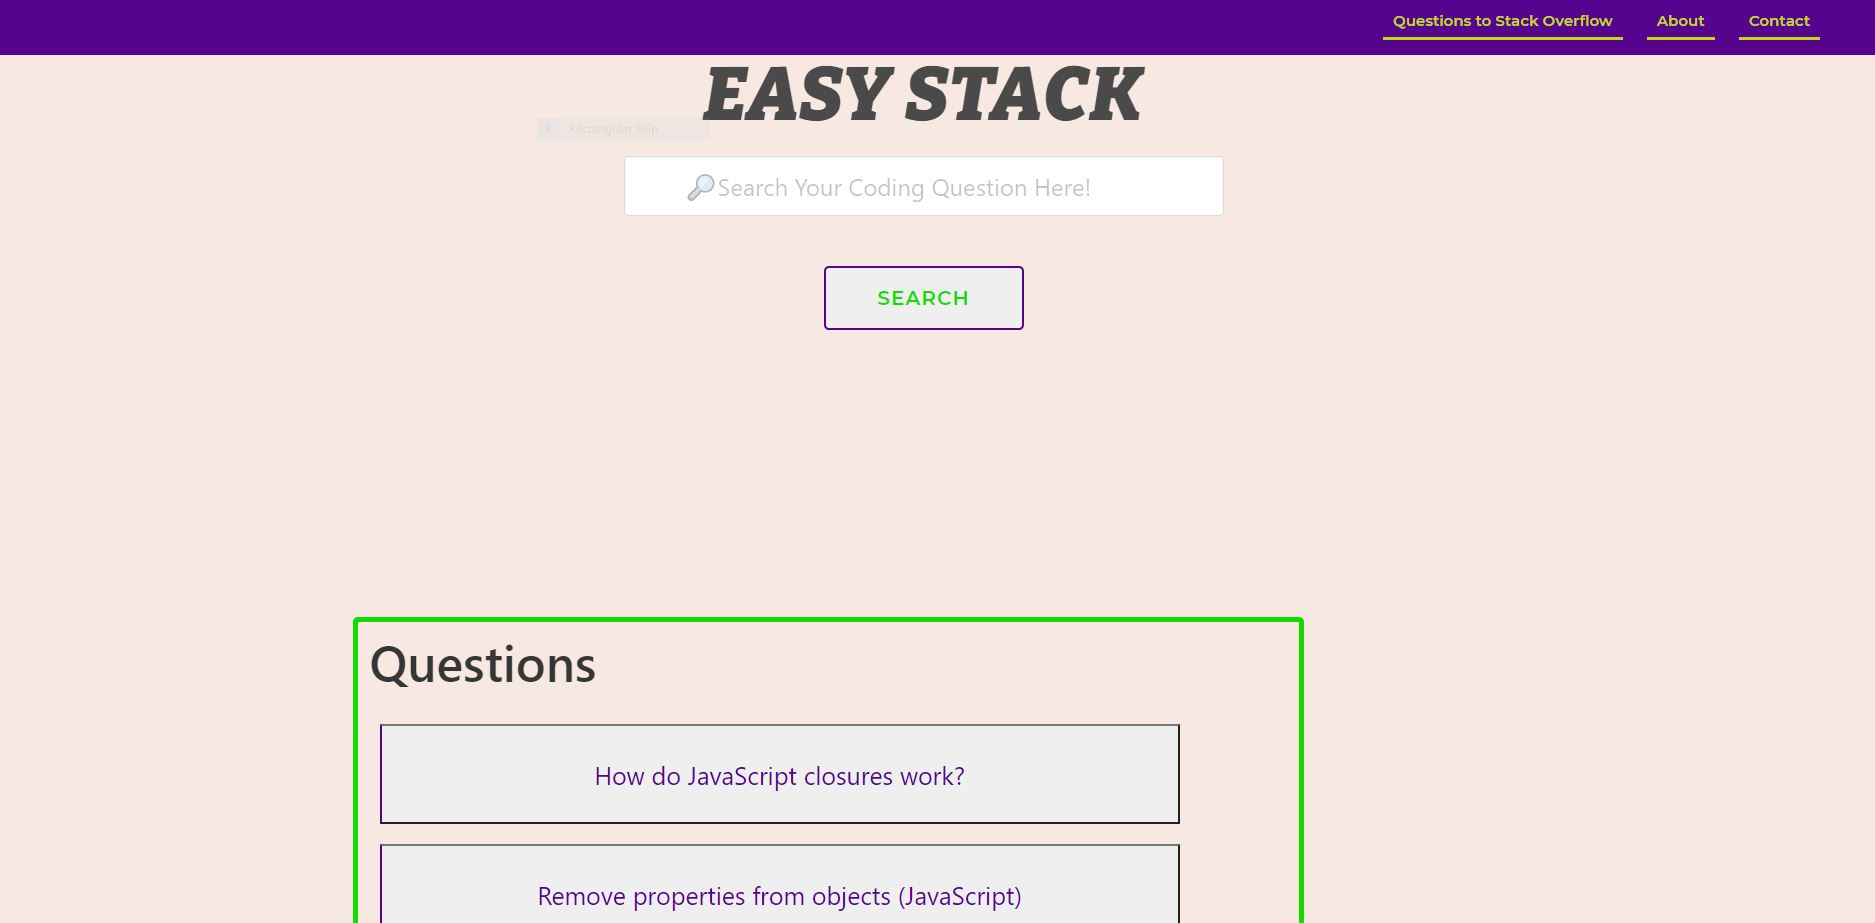 Questions to Stack Overflow About Contact
EASY STACK
Rectangular Snip
🔎Search Your Coding Question Here!
SEARCH
Questions
How do JavaScript closures work?
Remove properties from objects (JavaScript)